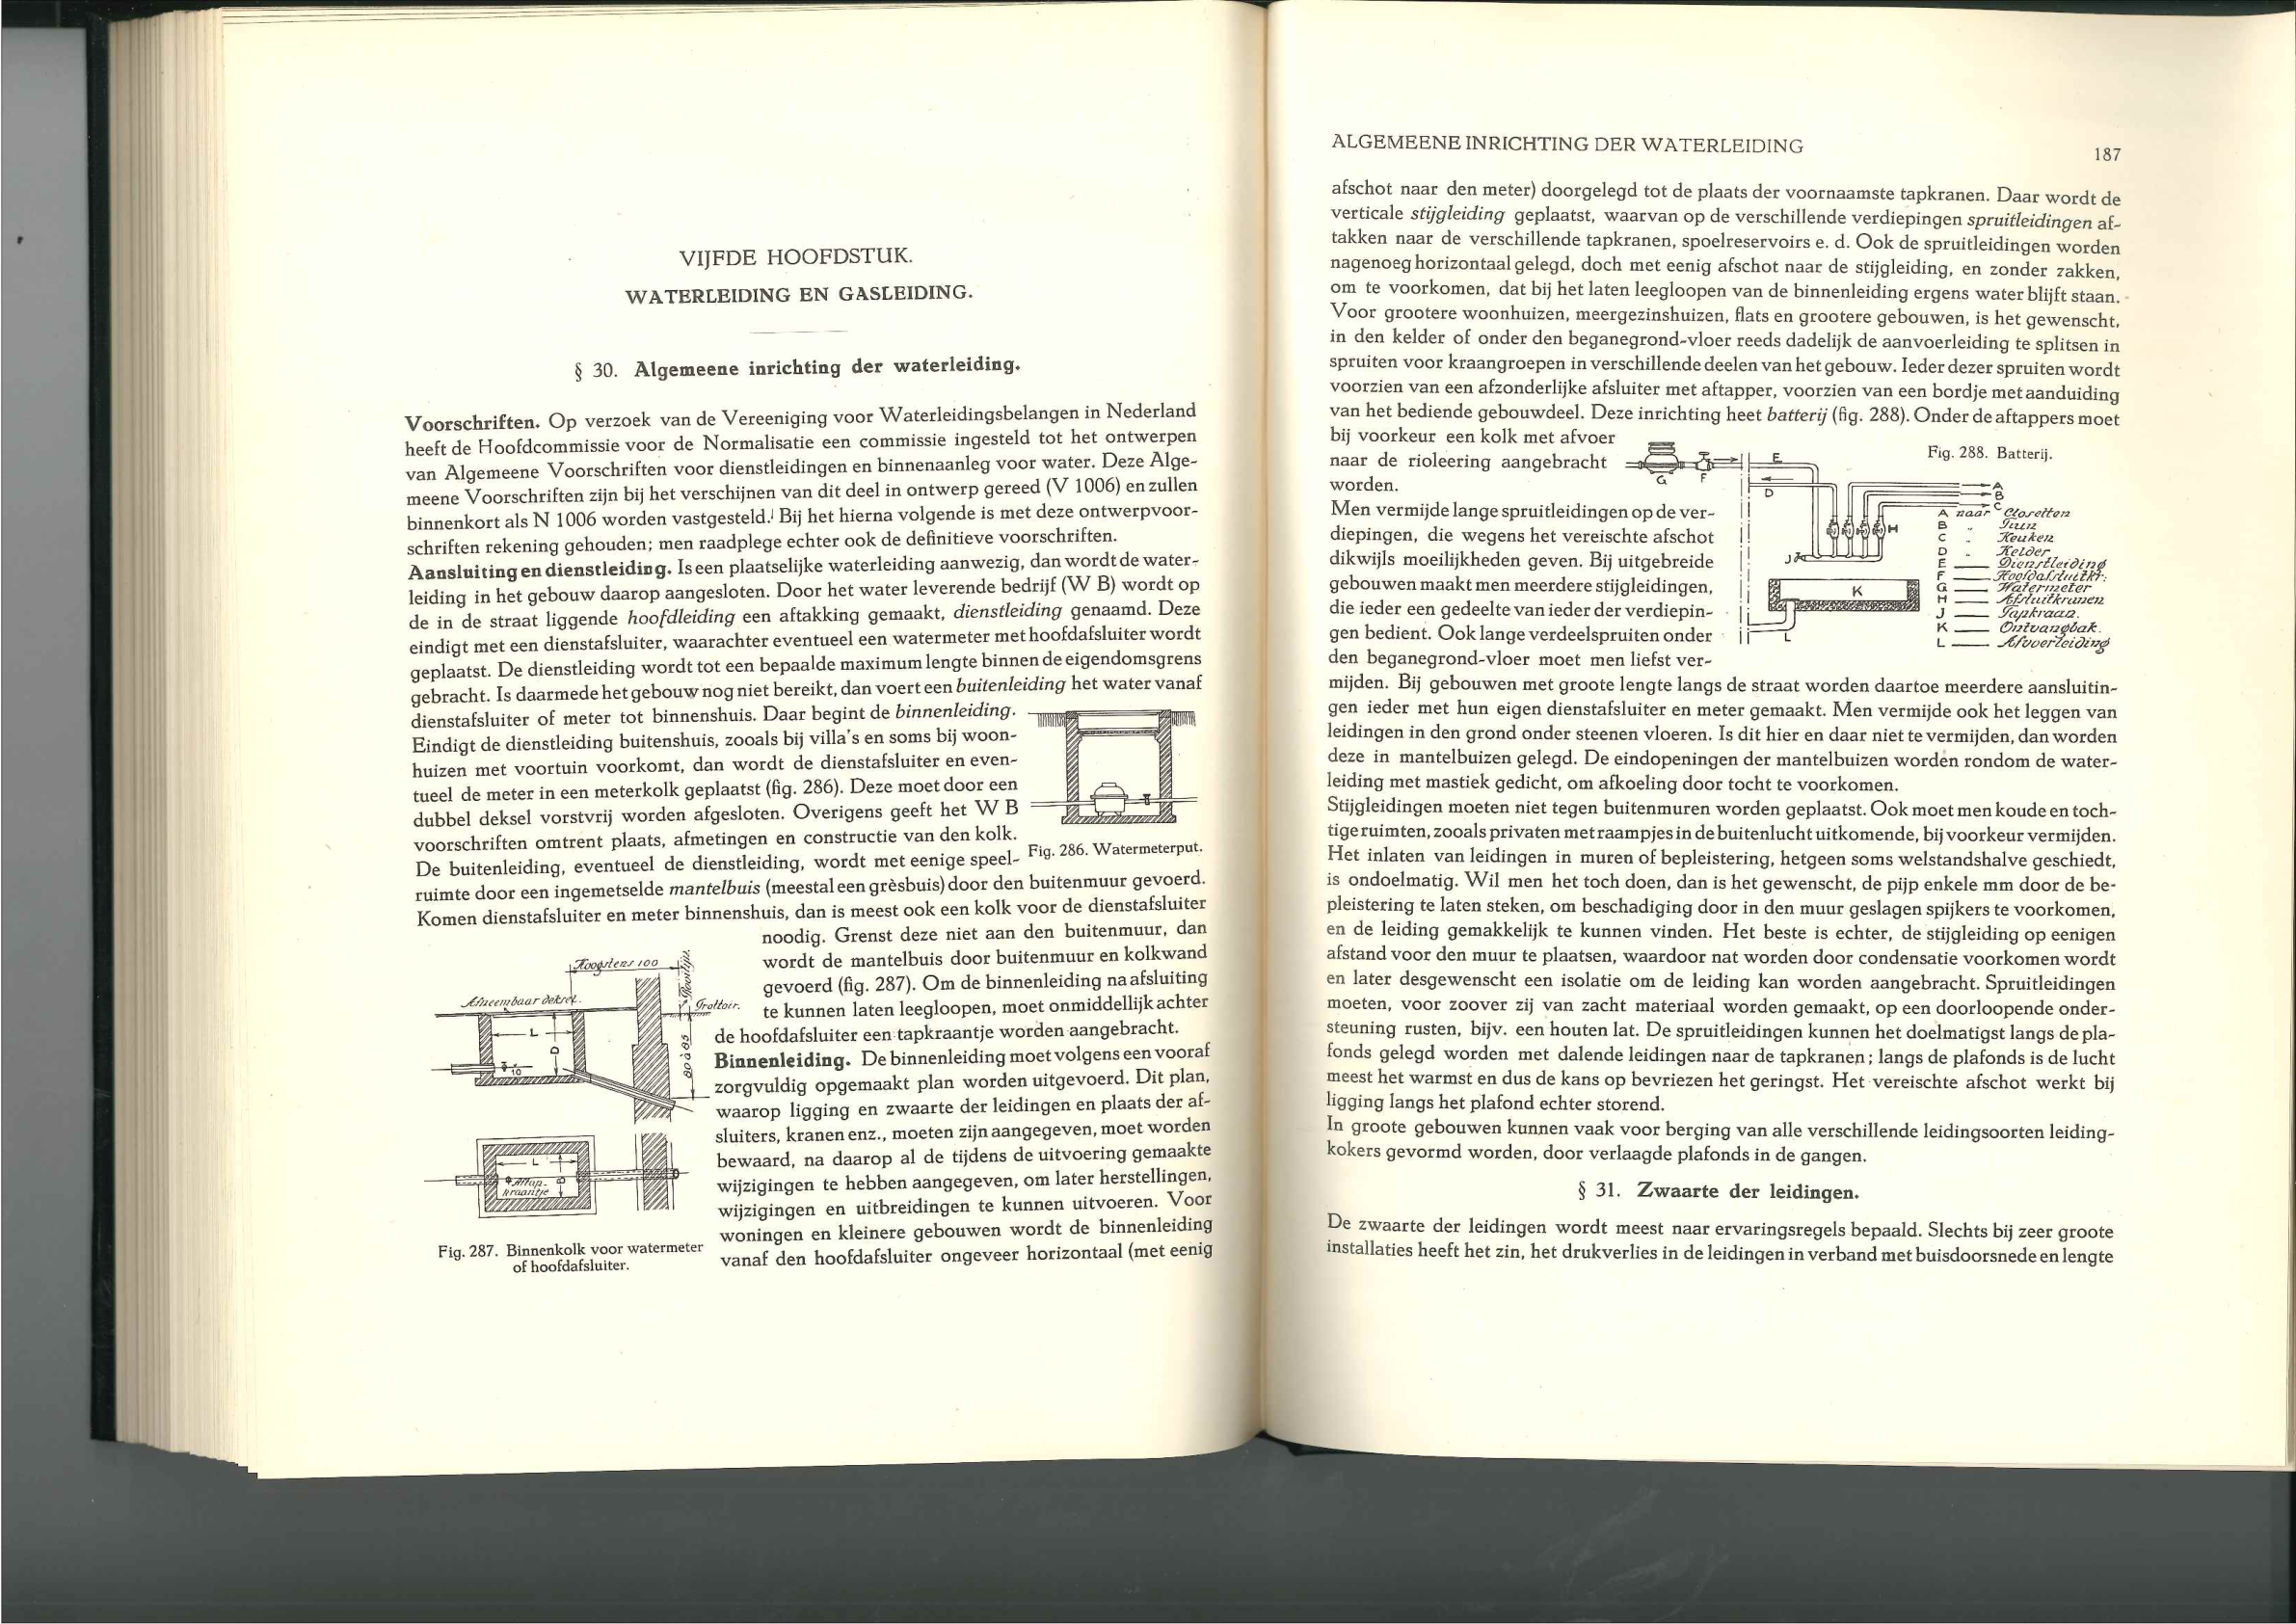 VIJFDE HOOFDSTUK.
WATERLEIDING EN GASLEIDING.
§ 30. Algemeene inrichting der waterleiding.
Voorschriften. Op verzoek van de Vereeniging voor Waterleidingsbelangen in Nederland
heeft de Hoofdcommissie voor de Normalisatie een commissie ingesteld tot het ontwerpen
van Algemeene Voorschriften voor dienstleidingen en binnenaanleg voor water. Deze Alge-
meene Voorschriften zijn bij het verschijnen van dit deel in ontwerp gereed (V 1006) en zullen
binnenkort als N 1006 worden vastgesteld. Bij het hierna volgende is met deze ontwerpvoor-
schriften rekening gehouden; men raadplege echter ook de definitieve voorschriften.
Aansluiting en dienstleiding. Is een plaatselijke waterleiding aanwezig, dan wordt de water-
leiding in het gebouw daarop aangesloten. Door het water leverende bedrijf (W B) wordt op
de in de straat liggende hoofdleiding een aftakking gemaakt, dienstleiding genaamd. Deze
eindigt met een dienstafsluiter, waarachter eventueel een watermeter met hoofdafsluiter wordt
geplaatst. De dienstleiding wordt tot een bepaalde maximum lengte binnen de eigendomsgrens
gebracht. Is daarmede het gebouw nog niet bereikt, dan voert een buitenleiding het water vanaf
dienstafsluiter of meter tot binnenshuis. Daar begint de binnenleiding.
Eindigt de dienstleiding buitenshuis, zooals bij villa's en soms bij woon-
huizen met voortuin voorkomt, dan wordt de dienstafsluiter en even-
tueel de meter in een meterkolk geplaatst (fig. 286). Deze moet door een
dubbel deksel vorstvrij worden afgesloten. Overigens geeft het W B
voorschriften omtrent plaats, afmetingen en constructie van den kolk.
Fig. 286. Watermeterput.
De buitenleiding, eventueel de dienstleiding, wordt met eenige speel-
ruimte door een ingemetselde mantelbuis (meestal een grèsbuis) door den buitenmuur gevoerd.
Komen dienstafsluiter en meter binnenshuis, dan is meest ook een kolk voor de dienstafsluiter
noodig. Grenst deze niet aan den buitenmuur, dan
wordt de mantelbuis door buitenmuur en kolkwand
gevoerd (fig. 287). Om de binnenleiding na afsluiting
te kunnen laten leegloopen, moet onmiddellijk achter
de hoofdafsluiter een tapkraantje worden aangebracht.
Binnenleiding. De binnenleiding moet volgens een vooraf
zorgvuldig opgemaakt plan worden uitgevoerd. Dit plan,
waarop ligging en zwaarte der leidingen en plaats der af-
sluiters, kranen enz., moeten zijn aangegeven, moet worden
bewaard, na daarop al de tijdens de uitvoering gemaakte
wijzigingen te hebben aangegeven, om later herstellingen,
wijzigingen en uitbreidingen te kunnen uitvoeren. Voor
woningen en kleinere gebouwen wordt de binnenleiding
vanaf den hoofdafsluiter ongeveer horizontaal (met eenig
Hoogstens 100
Afneembaar deksel.
Trottoir.
L
D
10
80 à 85
L
B
Aftap-
kraantje
Fig. 287. Binnenkolk voor watermeter
of hoofdafsluiter.
ALGEMEENE INRICHTING DER WATERLEIDING
187
afschot naar den meter) doorgelegd tot de plaats der voornaamste tapkranen. Daar wordt de
verticale stijgleiding geplaatst, waarvan op de verschillende verdiepingen spruitleidingen af-
takken naar de verschillende tapkranen, spoelreservoirs e. d. Ook de spruitleidingen worden
nagenoeg horizontaal gelegd, doch met eenig afschot naar de stijgleiding, en zonder zakken,
om te voorkomen, dat bij het laten leegloopen van de binnenleiding ergens water blijft staan.
Voor grootere woonhuizen, meergezinshuizen, flats en grootere gebouwen, is het gewenscht,
in den kelder of onder den beganegrond-vloer reeds dadelijk de aanvoerleiding te splitsen in
spruiten voor kraangroepen in verschillende deelen van het gebouw. Ieder dezer spruiten wordt
voorzien van een afzonderlijke afsluiter met aftapper, voorzien van een bordje met aanduiding
van het bediende gebouwdeel. Deze inrichting heet batterij (fig. 288). Onder de aftappers moet
bij voorkeur een kolk met afvoer
naar de rioleering aangebracht
worden.
Men vermijde lange spruitleidingen op de ver-
diepingen, die wegens het vereischte afschot
dikwijls moeilijkheden geven. Bij uitgebreide
gebouwen maakt men meerdere stijgleidingen,
die ieder een gedeelte van ieder der verdiepin-
gen bedient. Ook lange verdeelspruiten onder
den beganegrond-vloer moet men liefst ver-
Fig. 288. Batterij.
G
F
E
D
A
B
C
H
J
K
L
A naar Closetten
B „ Tuin
C „ Keuken
D „ Kelder
E Dienstleiding
F Hoofdafsluitkr.
G Watermeter
H Afsluitkranen
J Tapkraan.
K Ontvangbak.
L Afvoerleiding
mijden. Bij gebouwen met groote lengte langs de straat worden daartoe meerdere aansluitin-
gen ieder met hun eigen dienstafsluiter en meter gemaakt. Men vermijde ook het leggen van
leidingen in den grond onder steenen vloeren. Is dit hier en daar niet te vermijden, dan worden
deze in mantelbuizen gelegd. De eindopeningen der mantelbuizen worden rondom de water-
leiding met mastiek gedicht, om afkoeling door tocht te voorkomen.
Stijgleidingen moeten niet tegen buitenmuren worden geplaatst. Ook moet men koude en toch-
tige ruimten, zooals privaten met raampjes in de buitenlucht uitkomende, bij voorkeur vermijden.
Het inlaten van leidingen in muren of bepleistering, hetgeen soms welstandshalve geschiedt,
is ondoelmatig. Wil men het toch doen, dan is het gewenscht, de pijp enkele mm door de be-
pleistering te laten steken, om beschadiging door in den muur geslagen spijkers te voorkomen,
en de leiding gemakkelijk te kunnen vinden. Het beste is echter, de stijgleiding op eenigen
afstand voor den muur te plaatsen, waardoor nat worden door condensatie voorkomen wordt
en later desgewenscht een isolatie om de leiding kan worden aangebracht. Spruitleidingen
moeten, voor zoover zij van zacht materiaal worden gemaakt, op een doorloopende onder-
steuning rusten, bijv. een houten lat. De spruitleidingen kunnen het doelmatigst langs de pla-
fonds gelegd worden met dalende leidingen naar de tapkranen; langs de plafonds is de lucht
meest het warmst en dus de kans op bevriezen het geringst. Het vereischte afschot werkt bij
ligging langs het plafond echter storend.
In groote gebouwen kunnen vaak voor berging van alle verschillende leidingsoorten leiding-
kokers gevormd worden, door verlaagde plafonds in de gangen.
§ 31. Zwaarte der leidingen.
De zwaarte der leidingen wordt meest naar ervaringsregels bepaald. Slechts bij zeer groote
installaties heeft het zin, het drukverlies in de leidingen in verband met buisdoorsnede en lengte